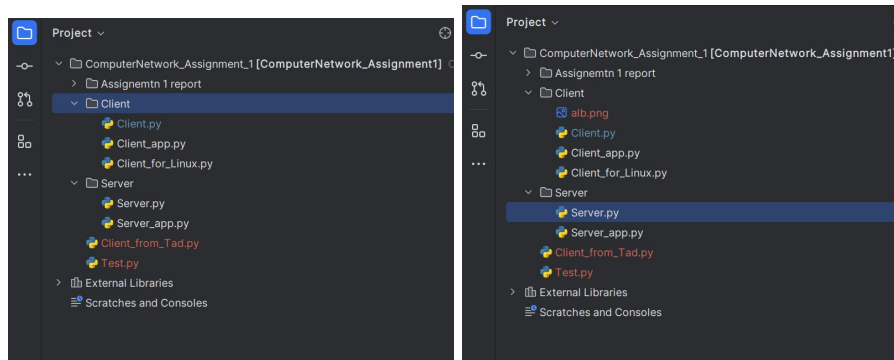 Project
ComputerNetwork_Assignment_1 [ComputerNetwork_Assignment1]
Assignemtn 1 report
Client
Client.py
Client_app.py
Client_for_Linux.py
Server
Server.py
Server_app.py
Client_from_Tad.py
Test.py
External Libraries
Scratches and Consoles
Project
ComputerNetwork_Assignment_1 [ComputerNetwork_Assignment1]
Assignemtn 1 report
Client
alb.png
Client.py
Client_app.py
Client_for_Linux.py
Server
Server.py
Server_app.py
Client_from_Tad.py
Test.py
External Libraries
Scratches and Consoles